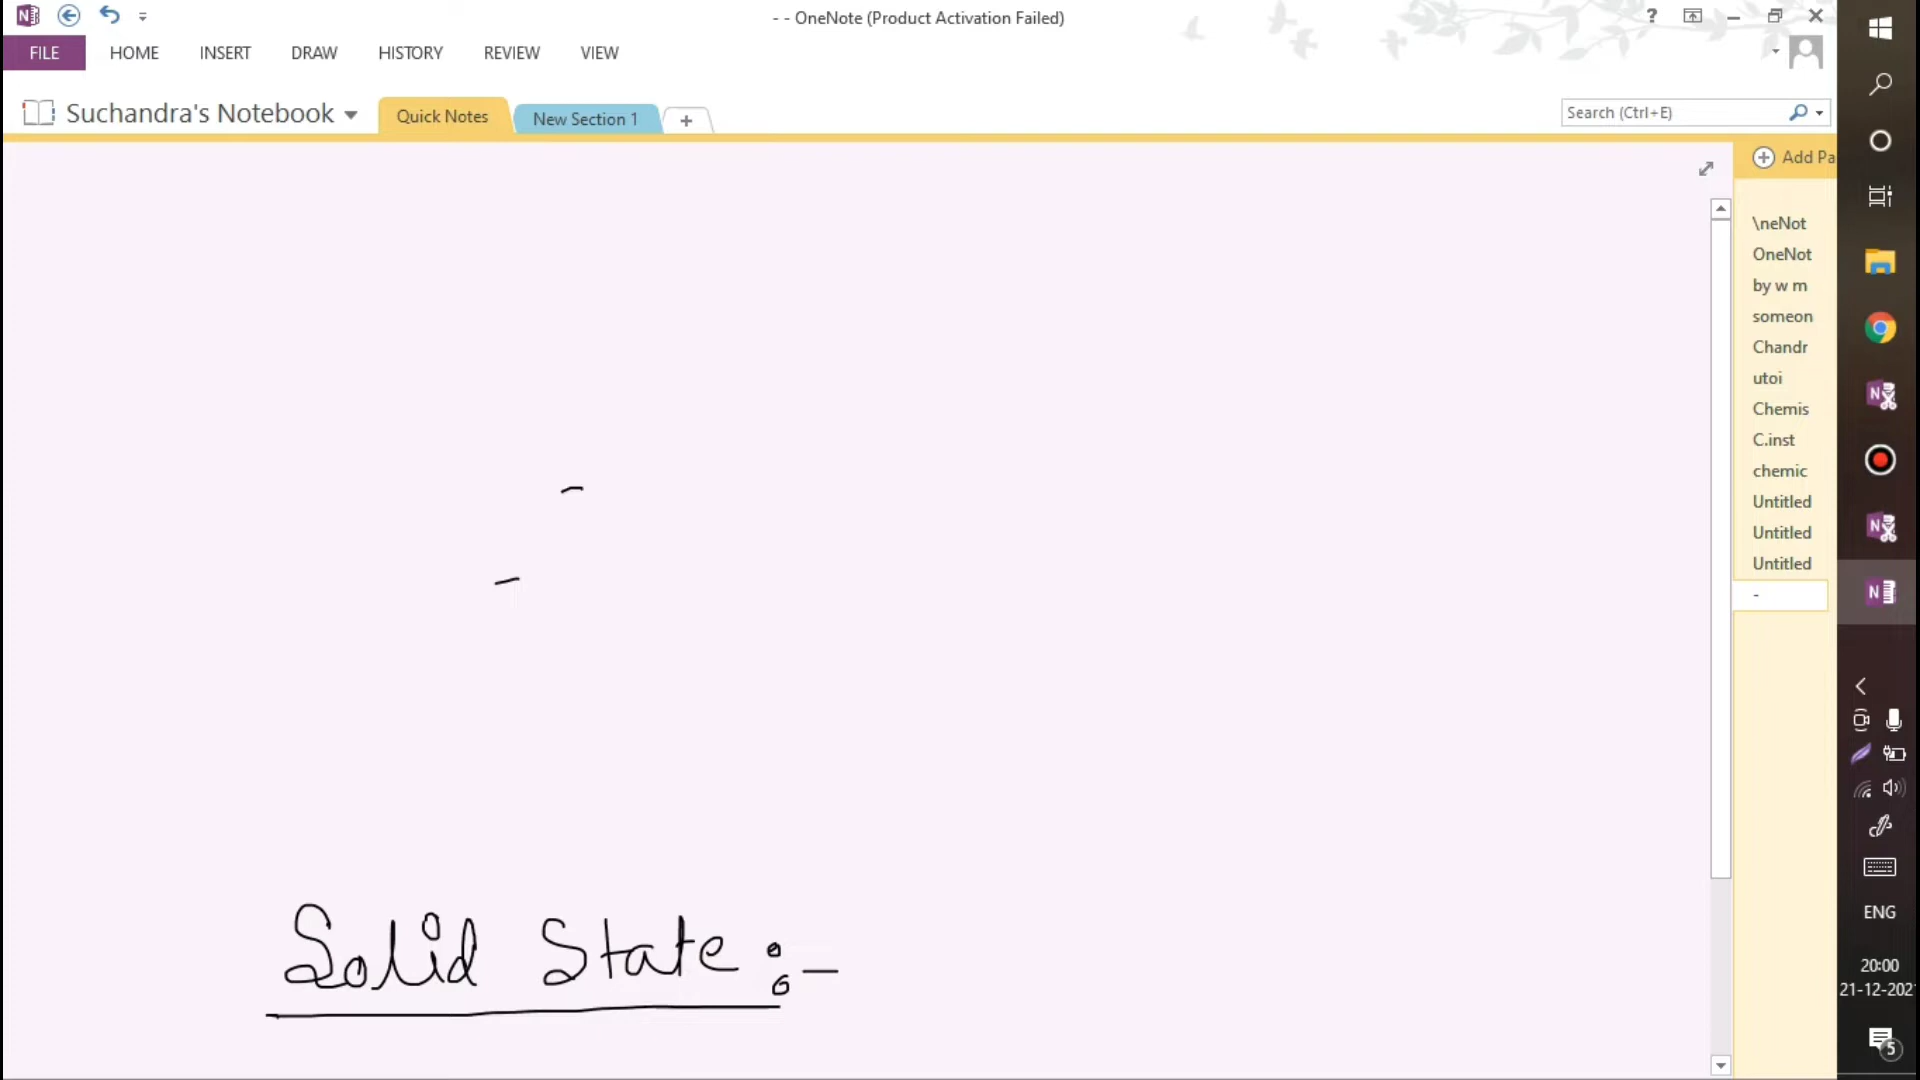 - - OneNote (Product Activation Failed)
?
FILE HOME INSERT DRAW HISTORY REVIEW VIEW
Suchandra's Notebook
Quick Notes
New Section 1
+
Search (Ctrl+E)
Add Pa
\neNot
OneNot
by w m
someon
Chandr
utoi
Chemis
C.inst
chemic
Untitled
Untitled
Untitled
-
-
-
Solid State :-
ENG
20:00
21-12-202
5